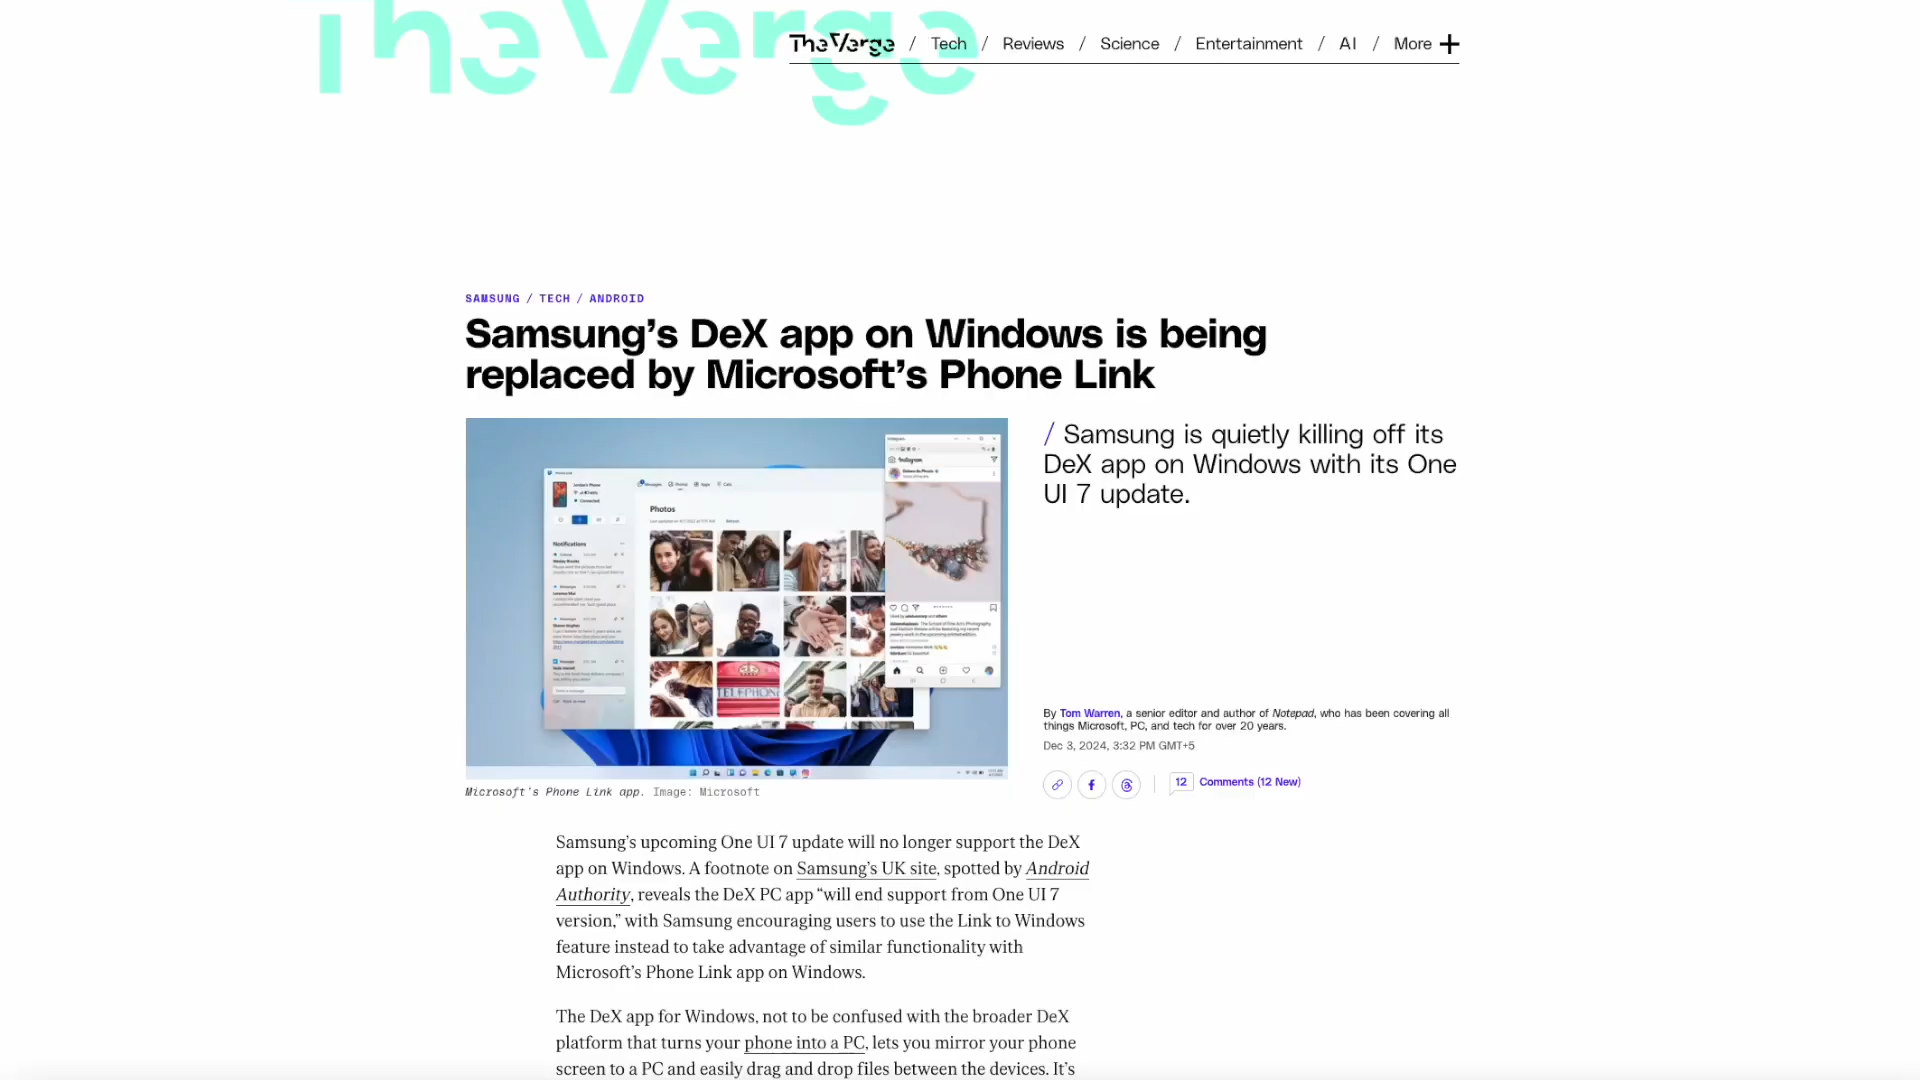 The Verge
The Verge / Tech / Reviews / Science / Entertainment / AI / More
SAMSUNG / TECH / ANDROID
Samsung’s DeX app on Windows is being
replaced by Microsoft’s Phone Link
/ Samsung is quietly killing off its
DeX app on Windows with its One
UI 7 update.
Photos
Notifications
Instagram
TELEPHONE
By Tom Warren, a senior editor and author of Notepad, who has been covering all
things Microsoft, PC, and tech for over 20 years.
Dec 3, 2024, 3:32 PM GMT+5
12 Comments (12 New)
Microsoft's Phone Link app. Image: Microsoft
Samsung’s upcoming One UI 7 update will no longer support the DeX
app on Windows. A footnote on Samsung’s UK site, spotted by Android
Authority, reveals the DeX PC app “will end support from One UI 7
version,” with Samsung encouraging users to use the Link to Windows
feature instead to take advantage of similar functionality with
Microsoft’s Phone Link app on Windows.
The DeX app for Windows, not to be confused with the broader DeX
platform that turns your phone into a PC, lets you mirror your phone
screen to a PC and easily drag and drop files between the devices. It’s